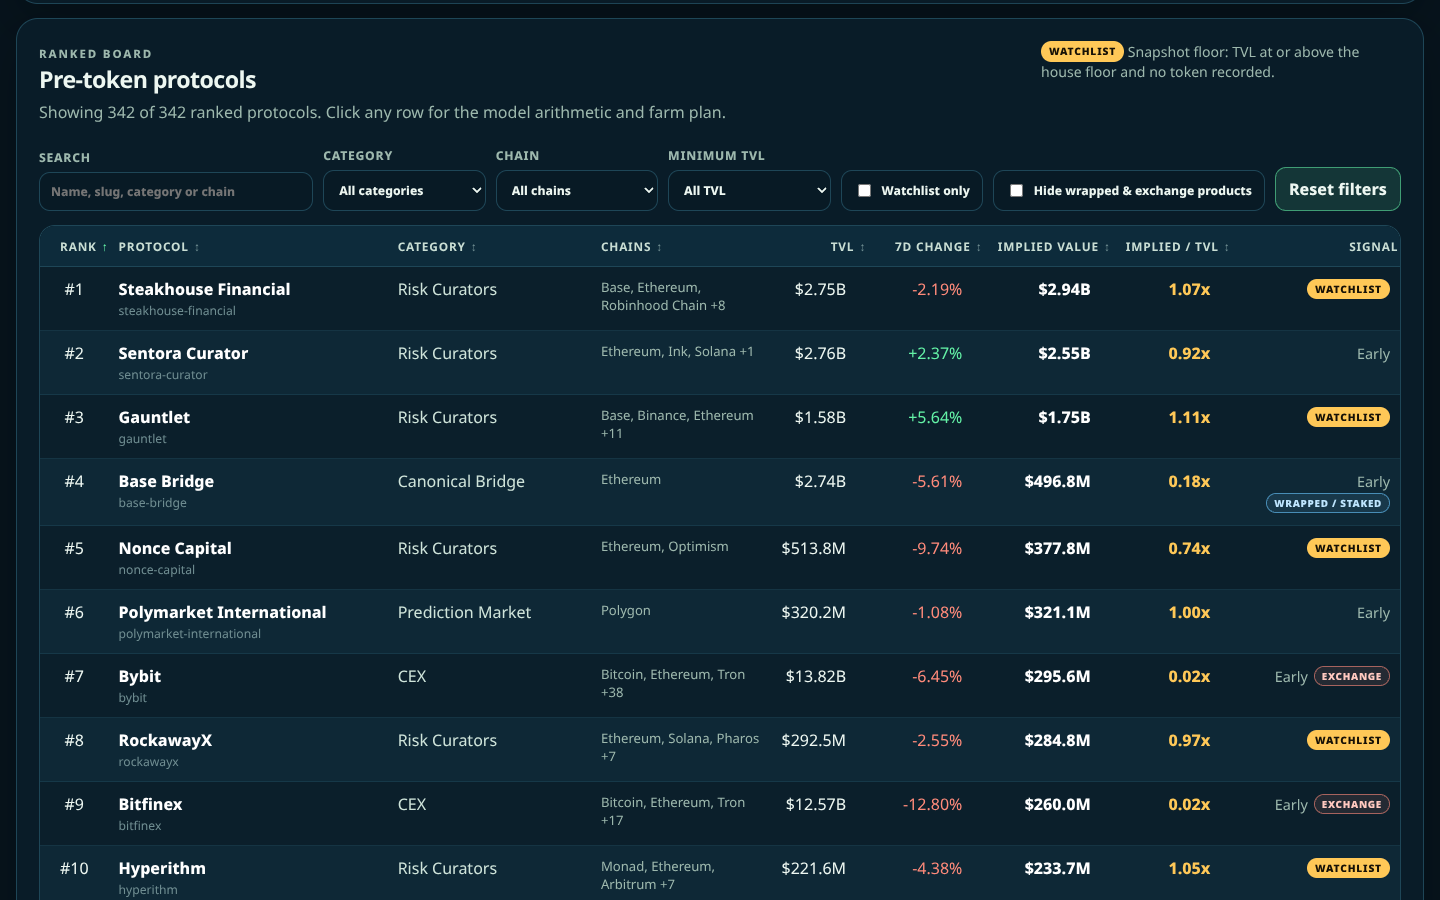 RANKED BOARD
Pre-token protocols
Showing 342 of 342 ranked protocols. Click any row for the model arithmetic and farm plan.
WATCHLIST Snapshot floor: TVL at or above the
house floor and no token recorded.
SEARCH CATEGORY CHAIN MINIMUM TVL
Name, slug, category or chain All categories All chains All TVL Watchlist only Hide wrapped & exchange products Reset filters
RANK ↑ PROTOCOL ↕ CATEGORY ↕ CHAINS ↕ TVL ↕ 7D CHANGE ↕ IMPLIED VALUE ↕ IMPLIED / TVL ↕ SIGNAL
#1 Steakhouse Financial Risk Curators Base, Ethereum, $2.75B -2.19% $2.94B 1.07x WATCHLIST
steakhouse-financial Robinhood Chain +8
#2 Sentora Curator Risk Curators Ethereum, Ink, Solana +1 $2.76B +2.37% $2.55B 0.92x Early
sentora-curator
#3 Gauntlet Risk Curators Base, Binance, Ethereum $1.58B +5.64% $1.75B 1.11x WATCHLIST
gauntlet +11
#4 Base Bridge Canonical Bridge Ethereum $2.74B -5.61% $496.8M 0.18x Early
base-bridge WRAPPED / STAKED
#5 Nonce Capital Risk Curators Ethereum, Optimism $513.8M -9.74% $377.8M 0.74x WATCHLIST
nonce-capital
#6 Polymarket International Prediction Market Polygon $320.2M -1.08% $321.1M 1.00x Early
polymarket-international
#7 Bybit CEX Bitcoin, Ethereum, Tron $13.82B -6.45% $295.6M 0.02x Early EXCHANGE
bybit +38
#8 RockawayX Risk Curators Ethereum, Solana, Pharos $292.5M -2.55% $284.8M 0.97x WATCHLIST
rockawayx +7
#9 Bitfinex CEX Bitcoin, Ethereum, Tron $12.57B -12.80% $260.0M 0.02x Early EXCHANGE
bitfinex +17
#10 Hyperithm Risk Curators Monad, Ethereum, $221.6M -4.38% $233.7M 1.05x WATCHLIST
hyperithm Arbitrum +7